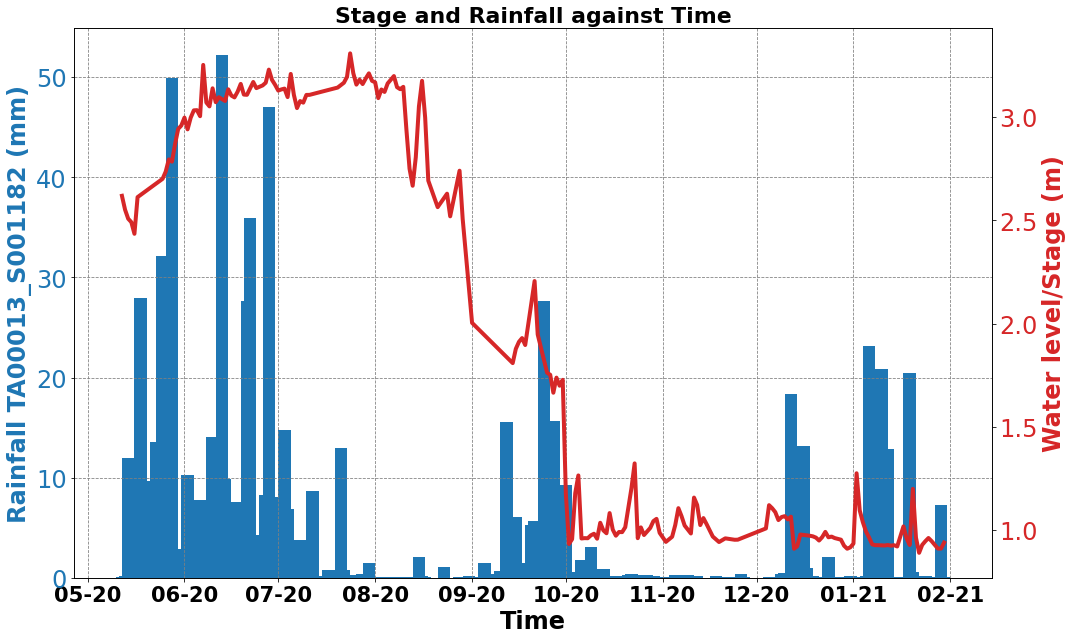 Stage and Rainfall against Time
Rainfall TA00013_S001182 (mm)
50
40
30
20
10
0
3.0
2.5
2.0
1.5
1.0
Water level/Stage (m)
05-20 06-20 07-20 08-20 09-20 10-20 11-20 12-20 01-21 02-21
Time